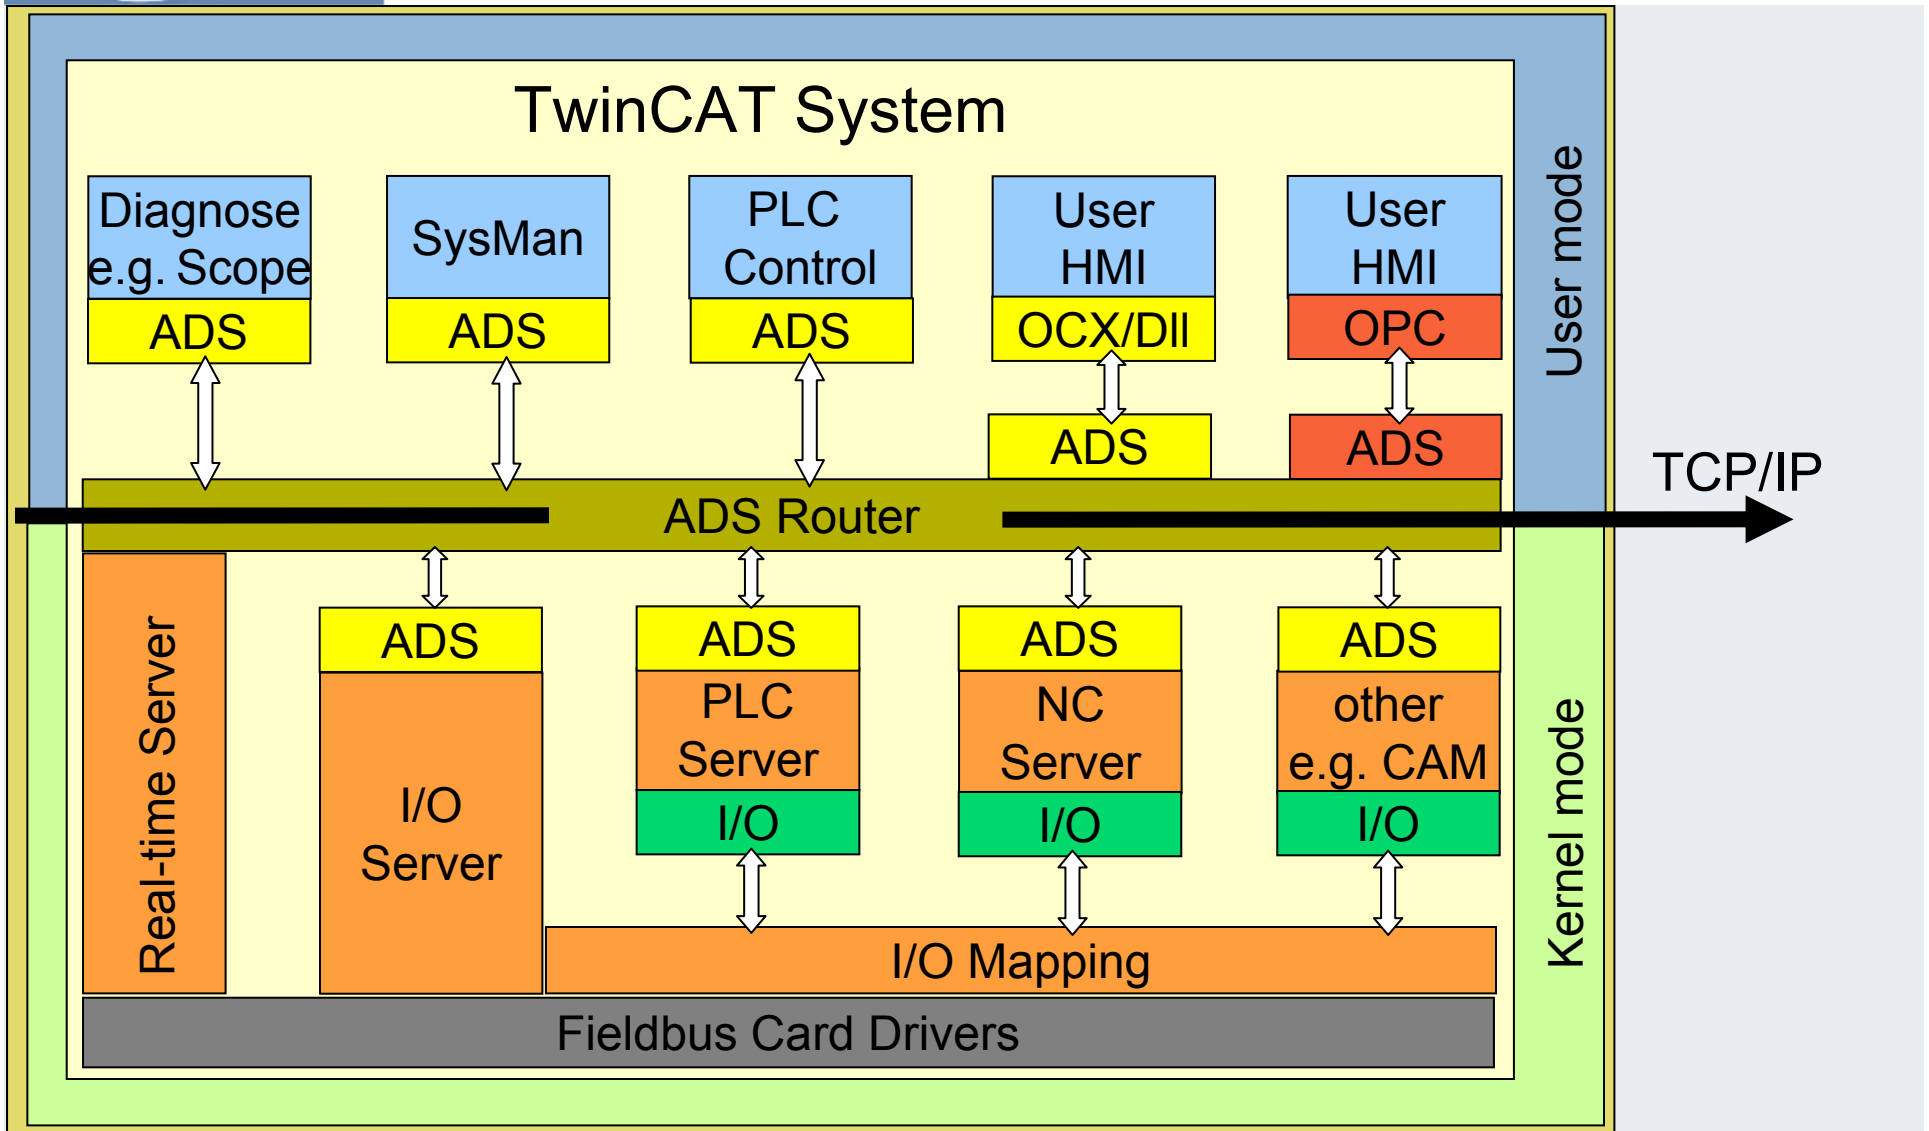 TwinCAT System
Diagnose
e.g. Scope
ADS
SysMan
ADS
PLC
Control
ADS
User
HMI
OCX/Dll
ADS
User
HMI
OPC
ADS
User mode
TCP/IP
ADS Router
Real-time Server
ADS
I/O
Server
ADS
PLC
Server
I/O
ADS
NC
Server
I/O
ADS
other
e.g. CAM
I/O
Kernel mode
I/O Mapping
Fieldbus Card Drivers